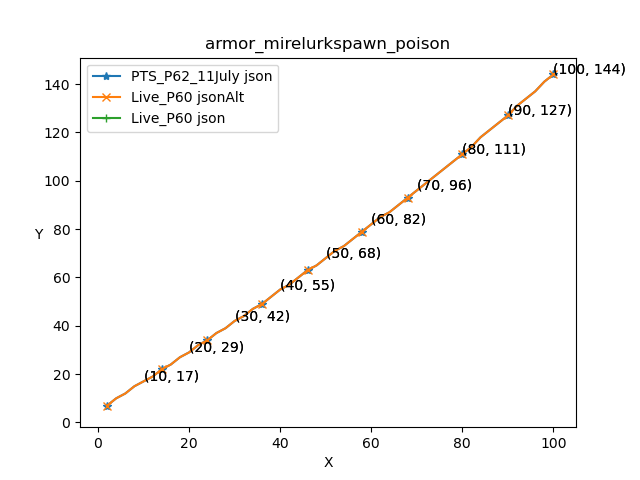 armor_mirelurkspawn_poison
PTS_P62_11July json
Live_P60 jsonAlt
Live_P60 json
(100, 144)
(90, 127)
(80, 111)
(70, 96)
(60, 82)
(50, 68)
(40, 55)
(30, 42)
(20, 29)
(10, 17)
Y
140
120
100
80
60
40
20
0
0 20 40 60 80 100
X